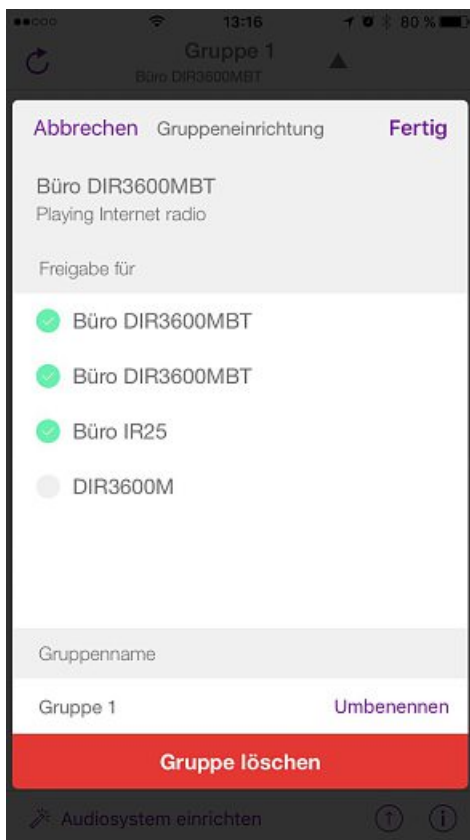 13:16
80 %
Gruppe 1
Büro DIR3600MBT
Abbrechen Gruppeneinrichtung Fertig
Büro DIR3600MBT
Playing Internet radio
Freigabe für
Büro DIR3600MBT
Büro DIR3600MBT
Büro IR25
DIR3600M
Gruppenname
Gruppe 1 Umbenennen
Gruppe löschen
Audiosystem einrichten